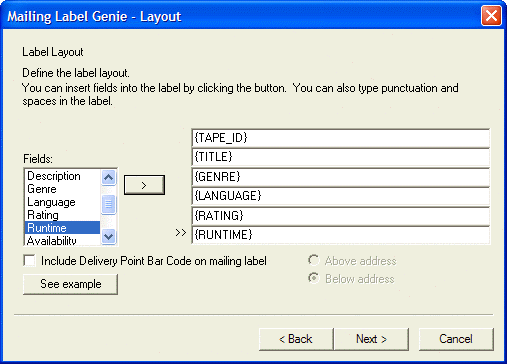 Mailing Label Genie - Layout
Label Layout
Define the label layout.
You can insert fields into the label by clicking the button. You can also type punctuation and
spaces in the label.
Fields:
Description
Genre
Language
Rating
Runtime
Availability
>
{TAPE_ID}
{TITLE}
{GENRE}
{LANGUAGE}
{RATING}
>> {RUNTIME}
Include Delivery Point Bar Code on mailing label
Above address
Below address
See example
< Back
Next >
Cancel